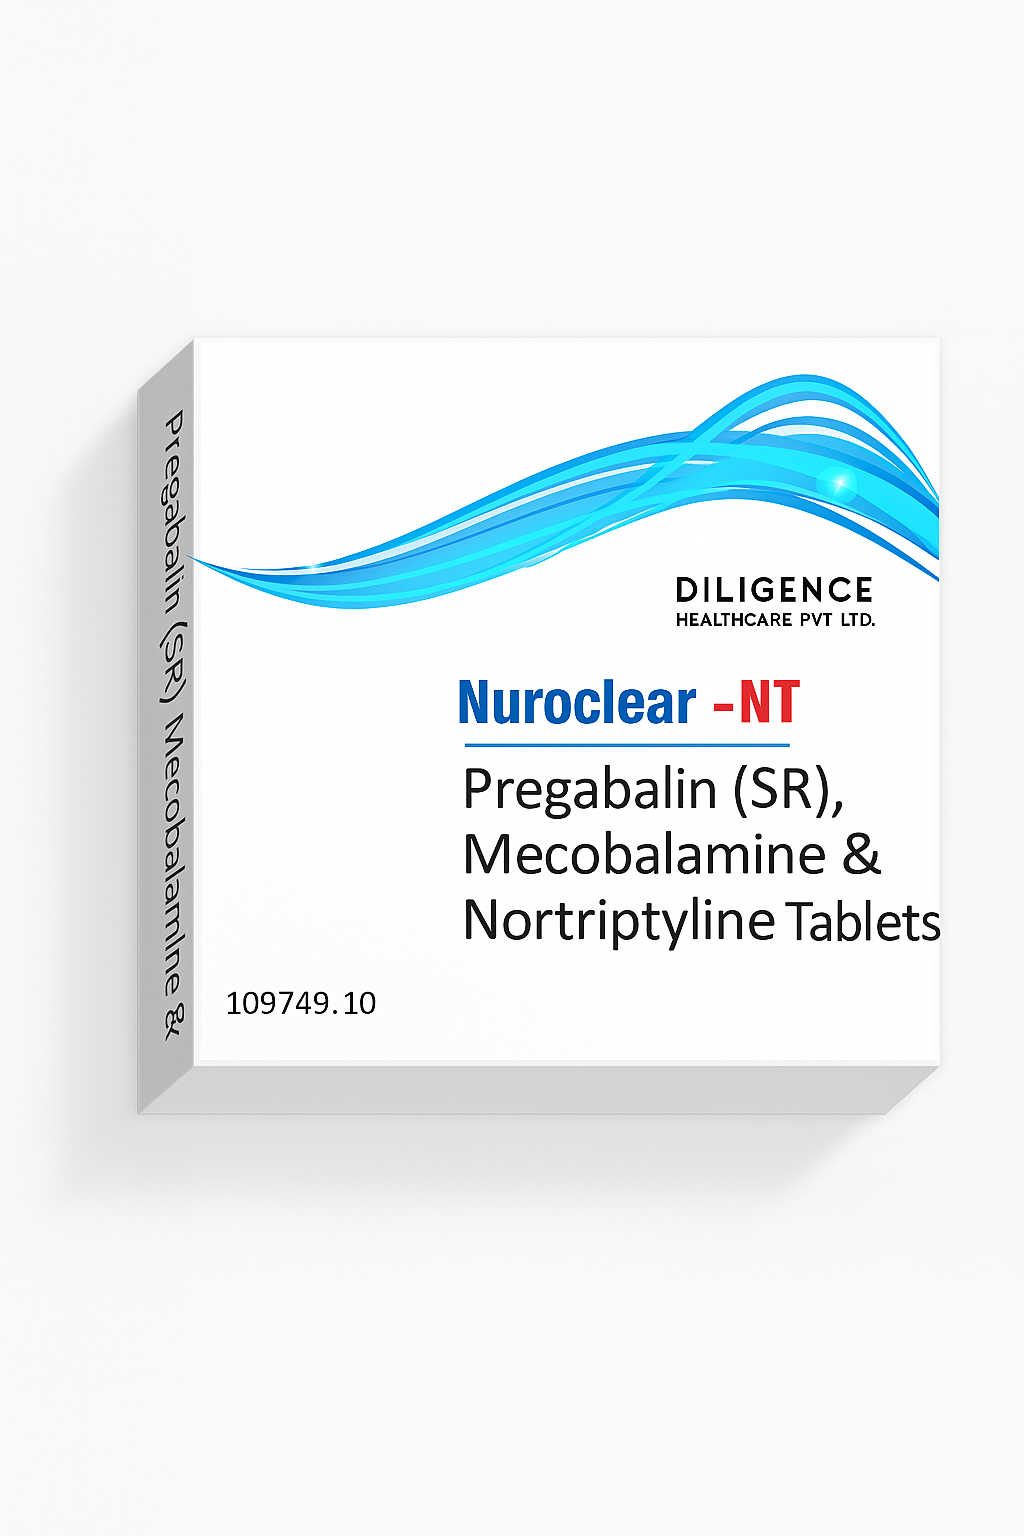 Pregabalin (SR) Mecobalamine &
DILIGENCE
HEALTHCARE PVT LTD.
Nuroclear -NT
Pregabalin (SR),
Mecobalamine &
Nortriptyline Tablets
109749.10